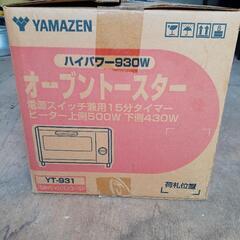 YAMAZEN
ハイパワー930W
オーブントースター
電源スイッチ兼用15分タイマー
ヒーター上側500W 下側430W
YT-931
荷札位置